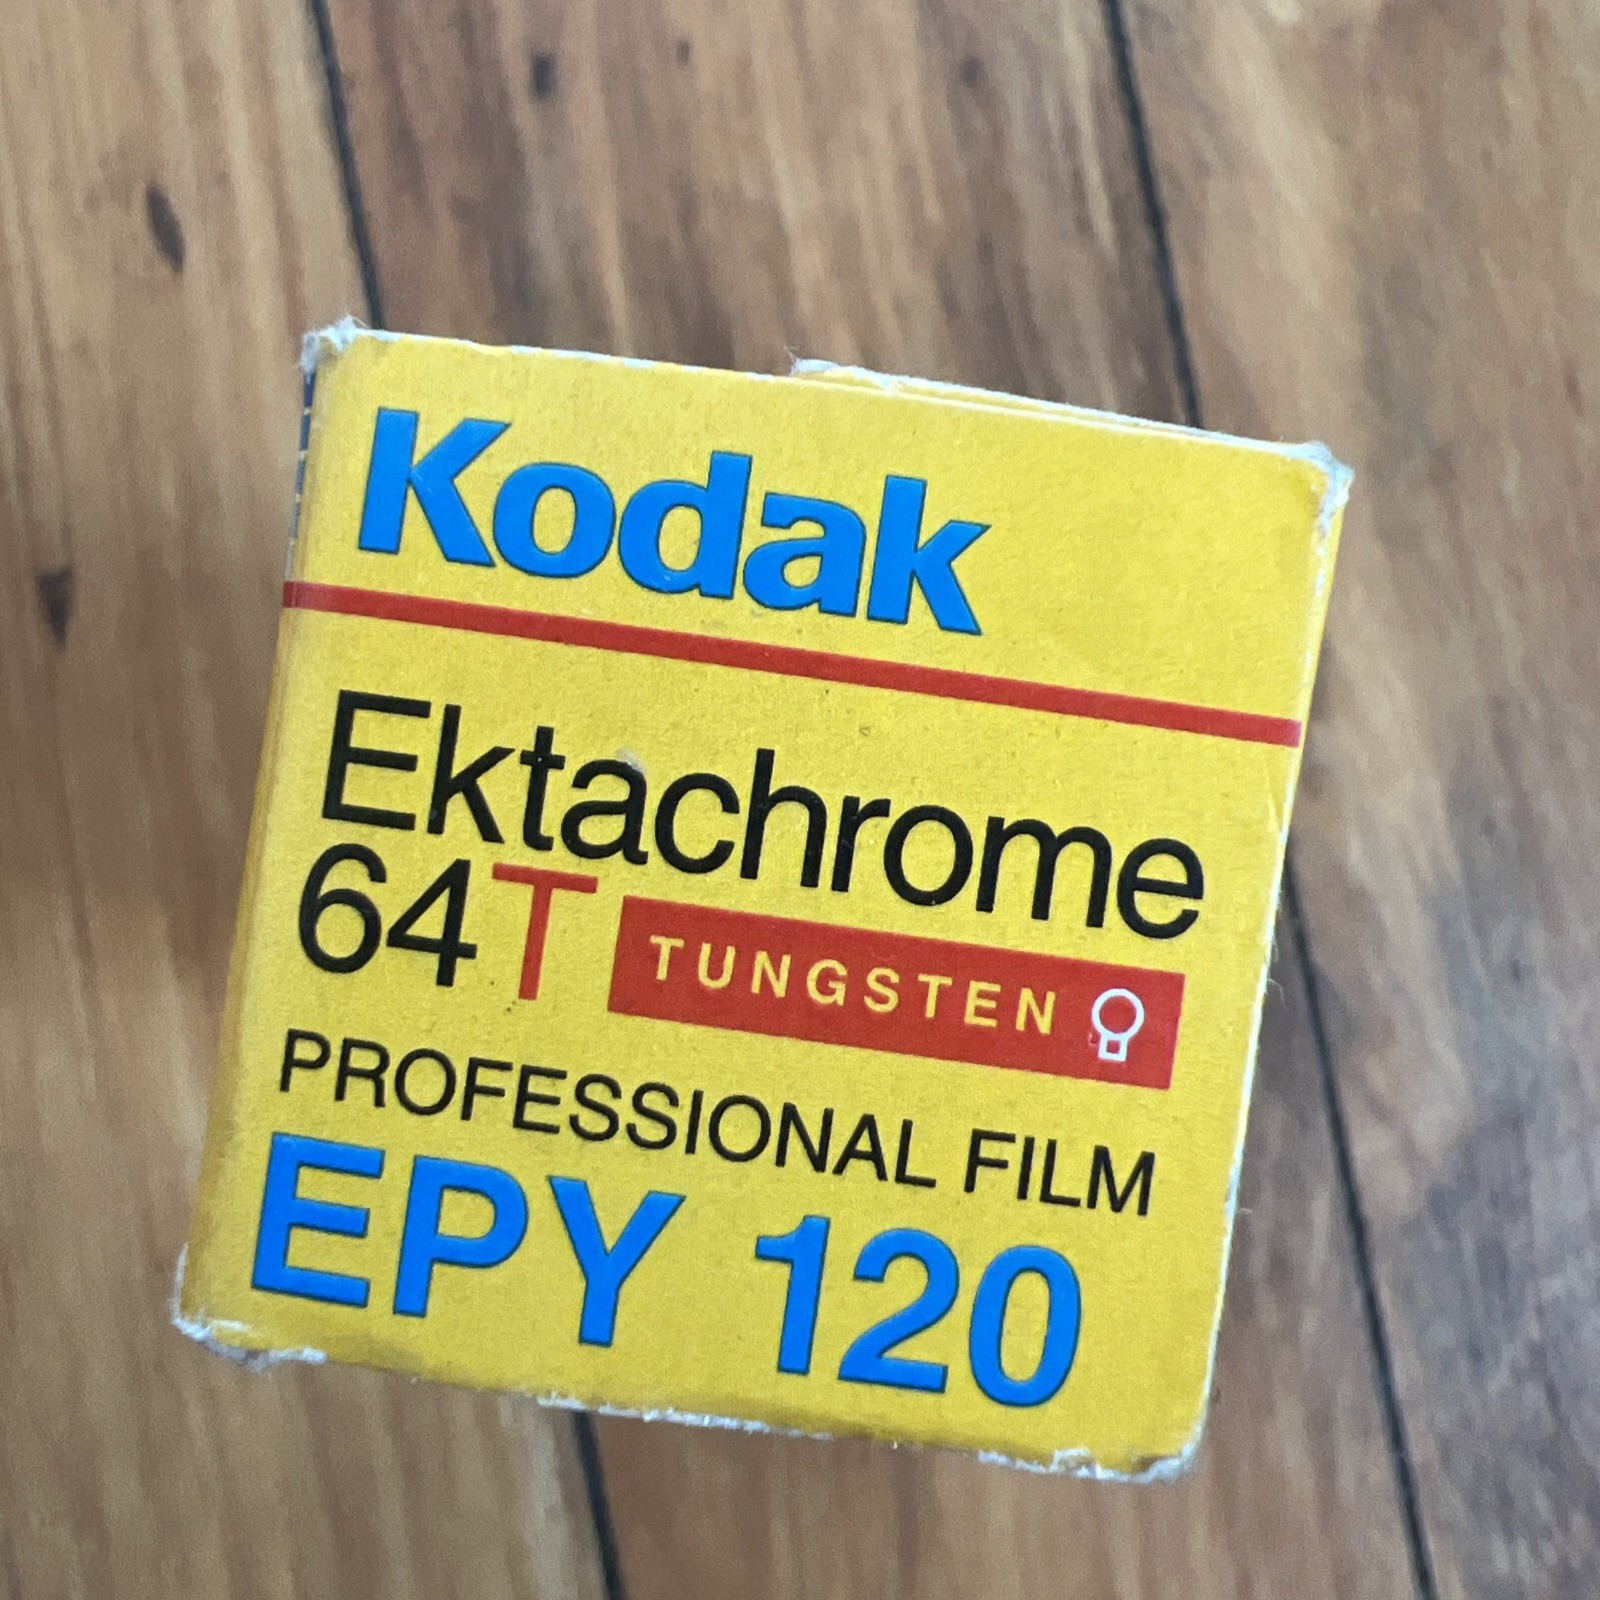 Kodak
Ektachrome
64T TUNGSTEN
PROFESSIONAL FILM
EPY 120